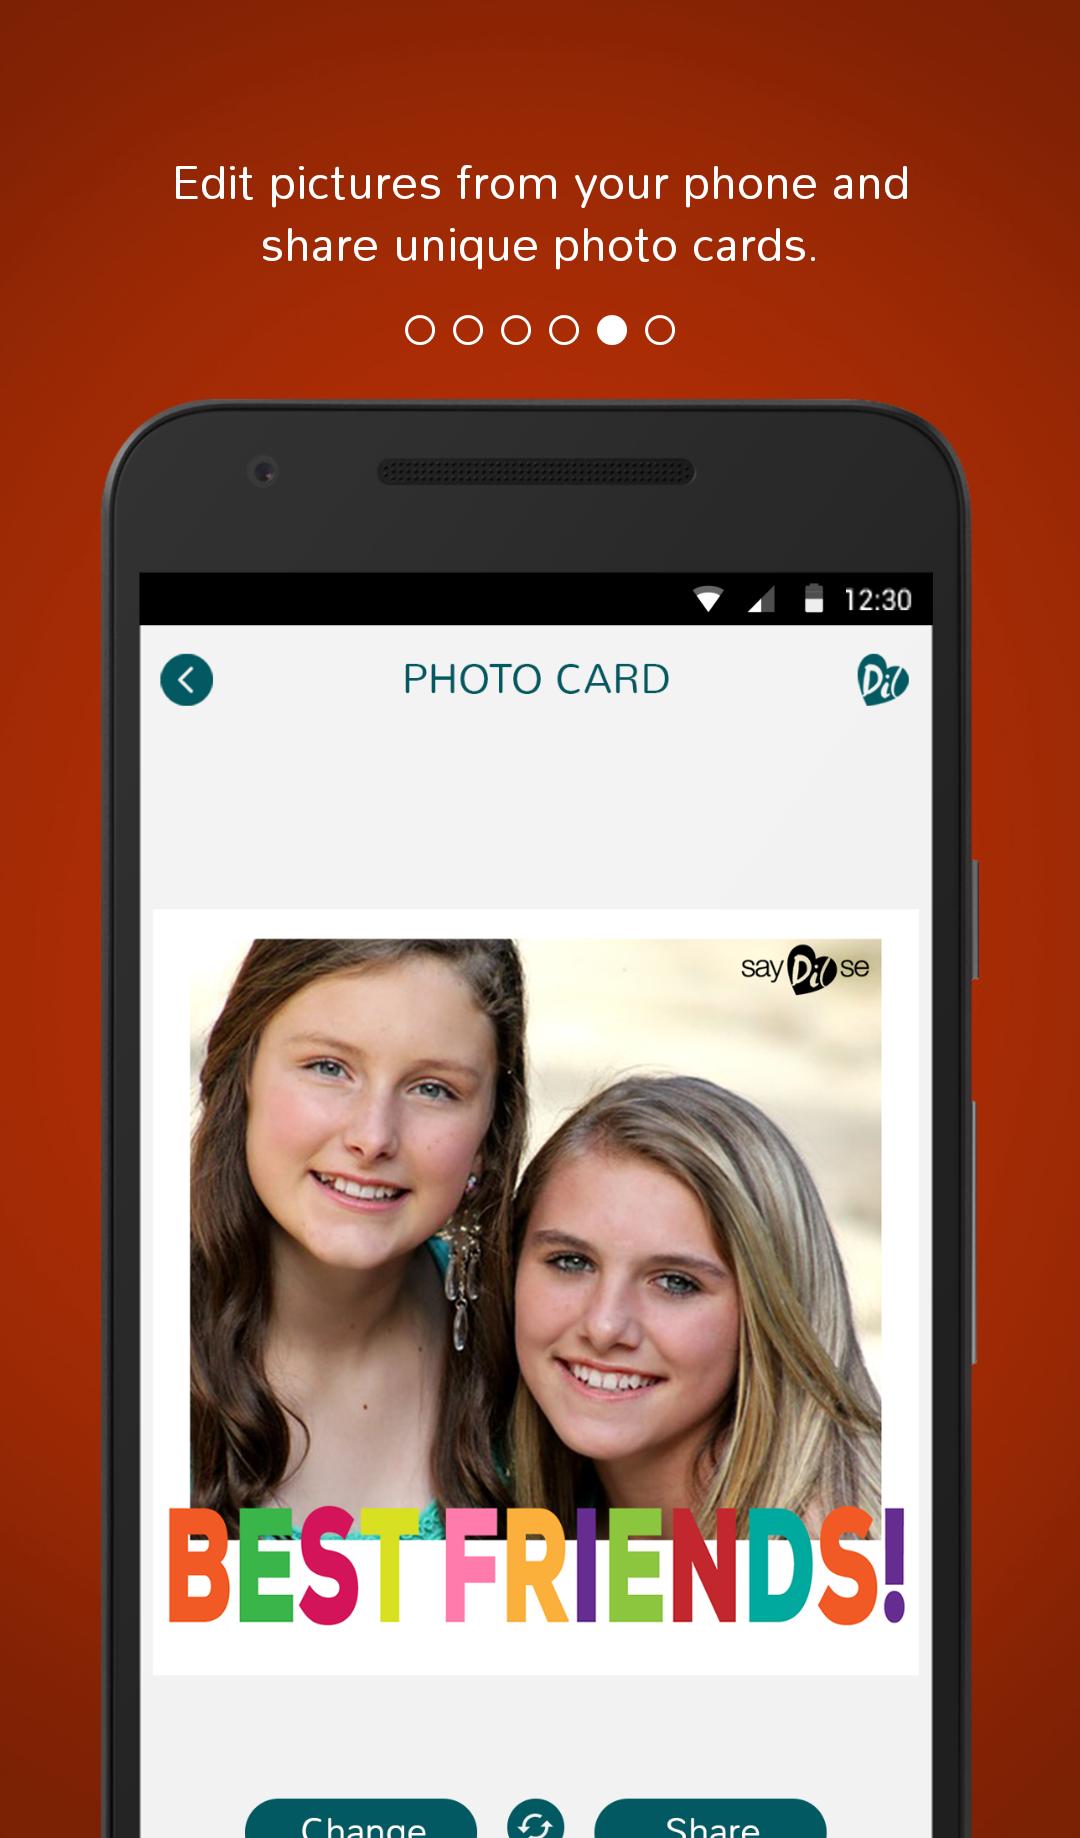 Edit pictures from your phone and
share unique photo cards.
12:30
PHOTO CARD
Dil
say Dil se
BEST FRIENDS!
Change
Share